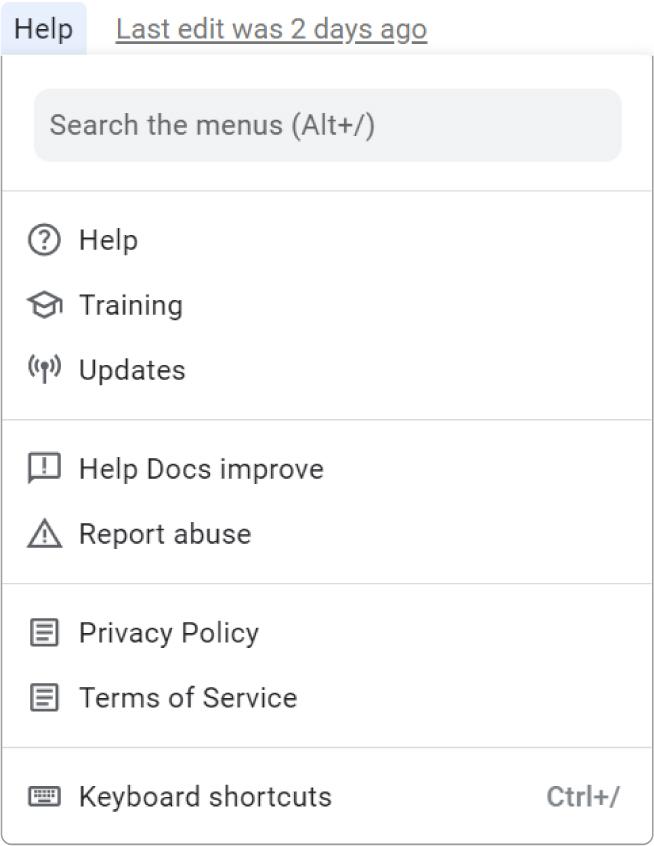 Help Last edit was 2 days ago
Search the menus (Alt+/)
Help
Training
Updates
Help Docs improve
Report abuse
Privacy Policy
Terms of Service
Keyboard shortcuts Ctrl+/